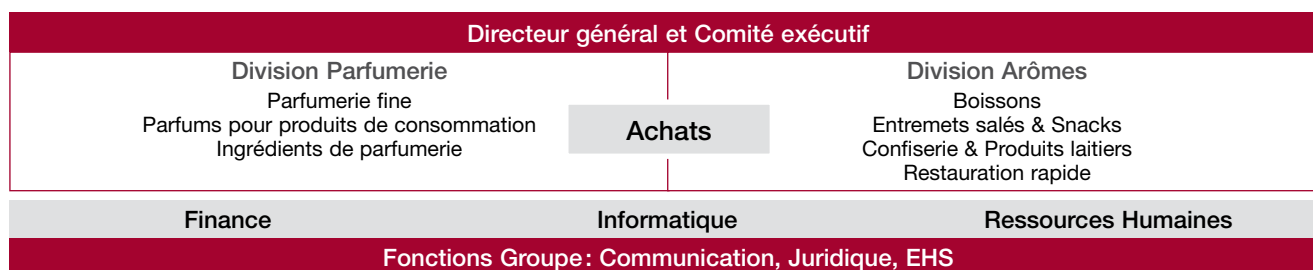 Directeur général et Comité exécutif
Division Parfumerie
Parfumerie fine
Parfums pour produits de consommation
Ingrédients de parfumerie
Achats
Division Arômes
Boissons
Entremets salés & Snacks
Confiserie & Produits laitiers
Restauration rapide
Finance
Informatique
Ressources Humaines
Fonctions Groupe: Communication, Juridique, EHS